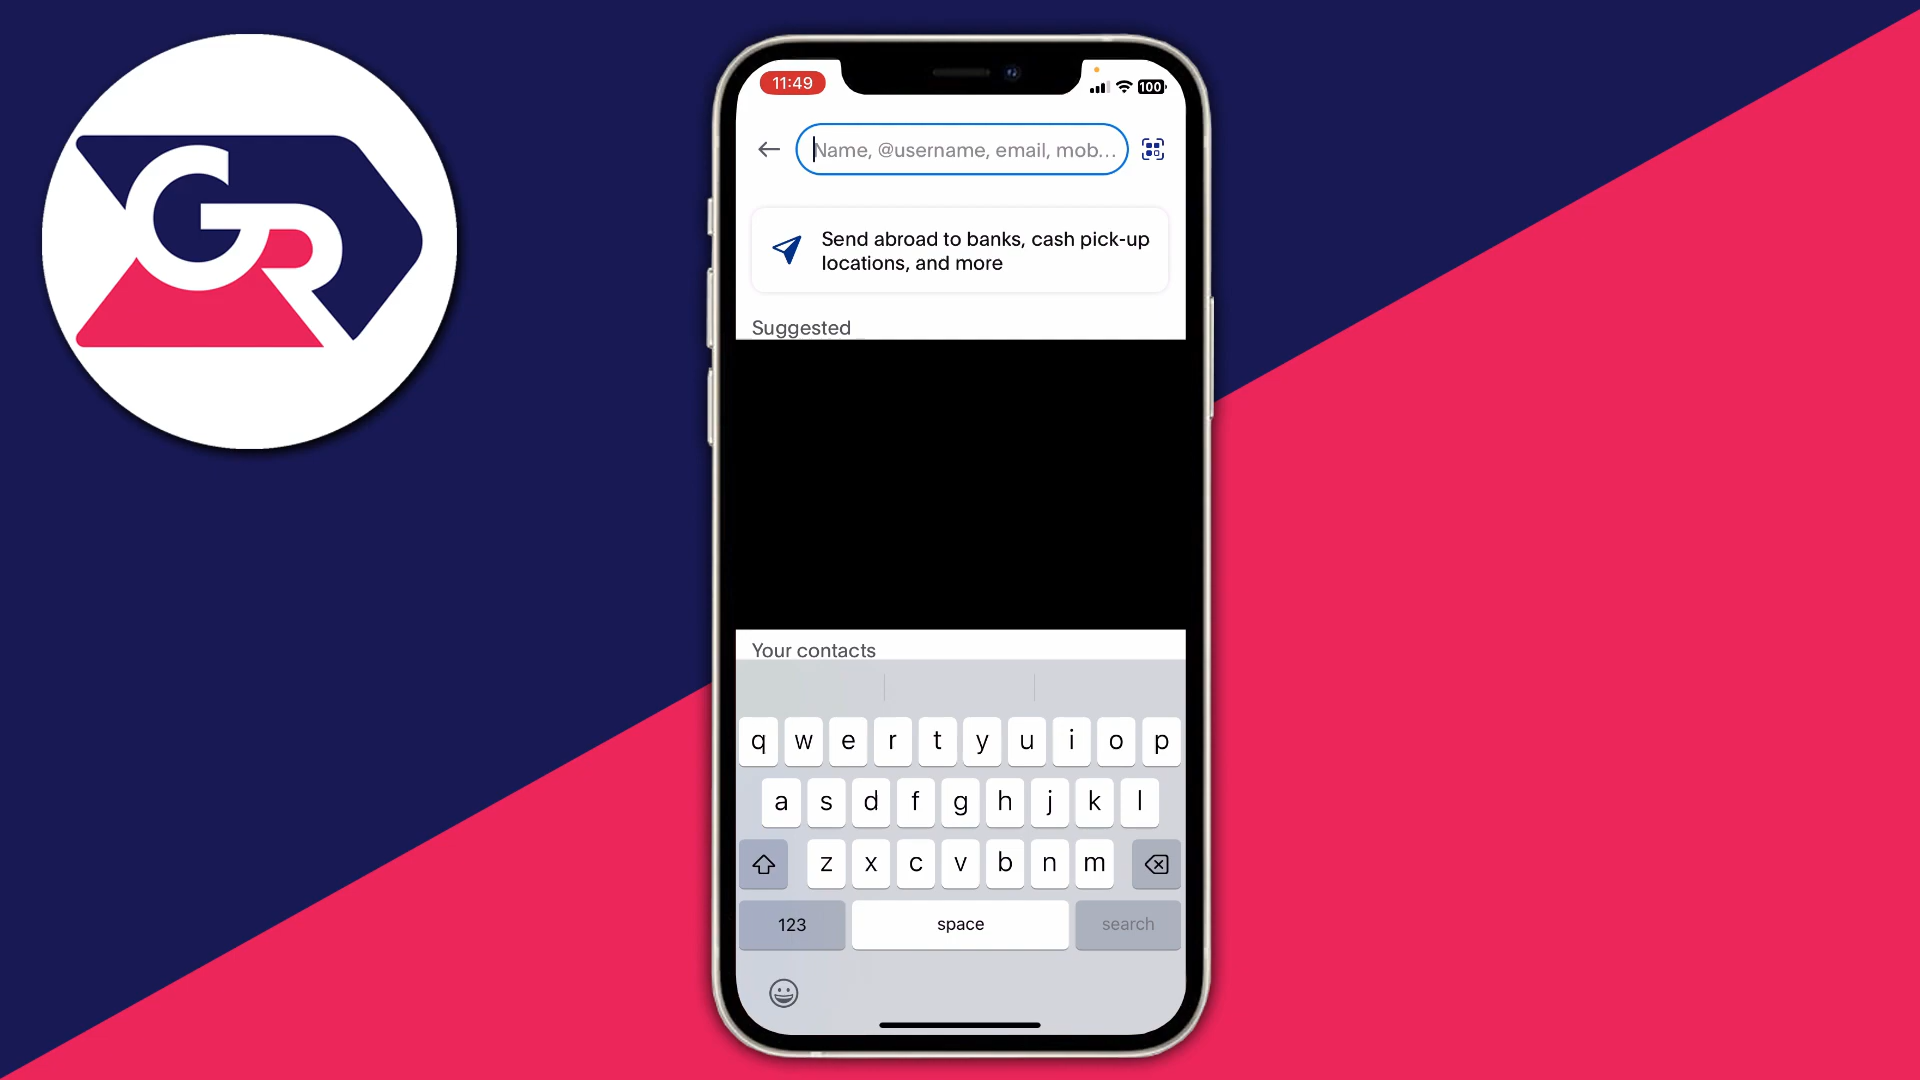 GR
11:49
100
Name, @username, email, mob...
Send abroad to banks, cash pick-up
locations, and more
Suggested
Your contacts
q w e r t y u i o p
a s d f g h j k l
z x c v b n m
123 space search